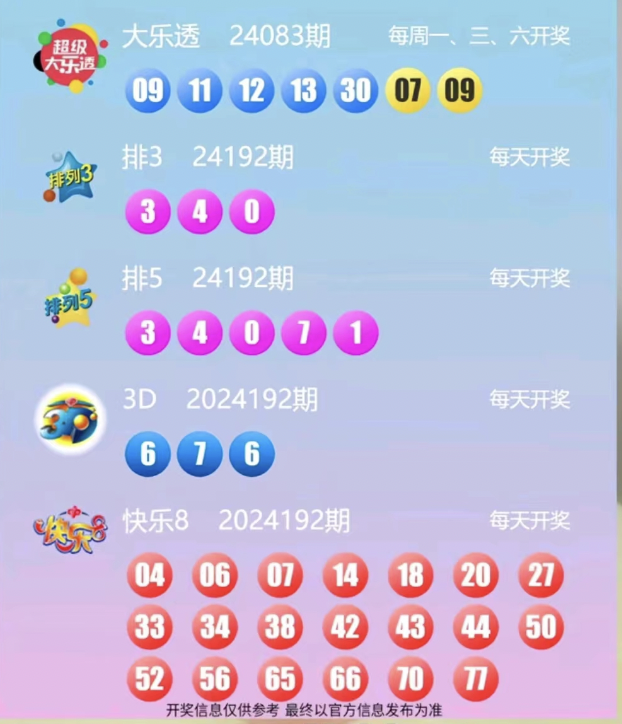 超级
大乐透
大乐透 24083期 每周一、三、六开奖
09 11 12 13 30 07 09
排列3
排3 24192期 每天开奖
3 4 0
排列5
排5 24192期 每天开奖
3 4 0 7 1
3D
3D 2024192期 每天开奖
6 7 6
快乐8
快乐8 2024192期 每天开奖
04 06 07 14 18 20 27
33 34 38 42 43 44 50
52 56 65 66 70 77
开奖信息仅供参考 最终以官方信息发布为准